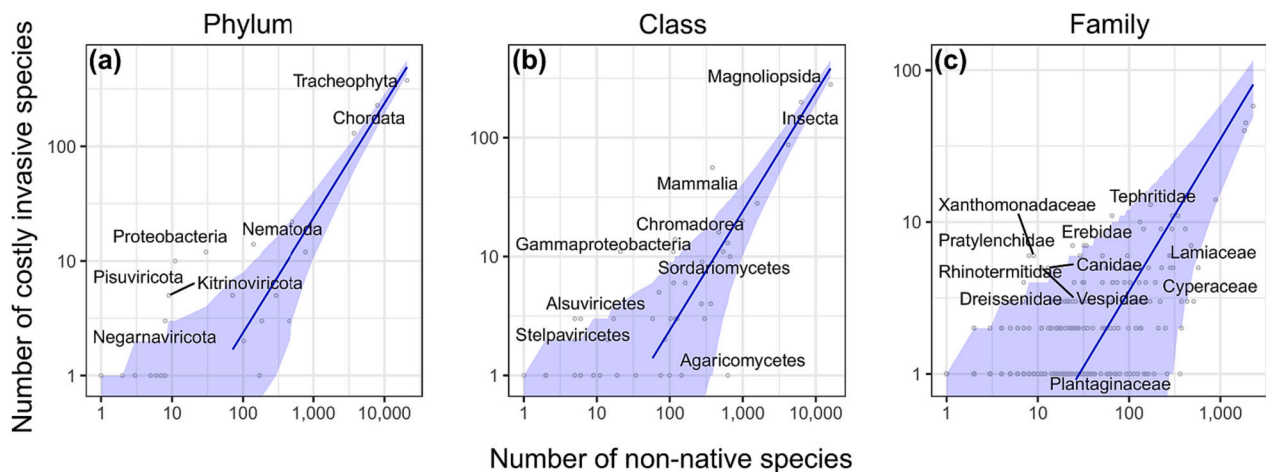 Phylum
Class
Family
Number of costly invasive species
(a)
Tracheophyta
Chordata
Nematoda
Proteobacteria
Pisuviricota
Kitrinoviricota
Negarnaviricota
100
10
1
1 10 100 1,000 10,000
(b)
Magnoliopsida
Insecta
Mammalia
Chromadorea
Gammaproteobacteria
Sordariomycetes
Alsuviricetes
Stelpaviricetes
Agaricomycetes
100
10
1
1 10 100 1,000 10,000
(c)
Tephritidae
Xanthomonadaceae
Erebidae
Pratylenchidae
Lamiaceae
Rhinotermitidae
Canidae
Cyperaceae
Dreissenidae
Vespidae
Plantaginaceae
100
10
1
1 10 100 1,000
Number of non-native species